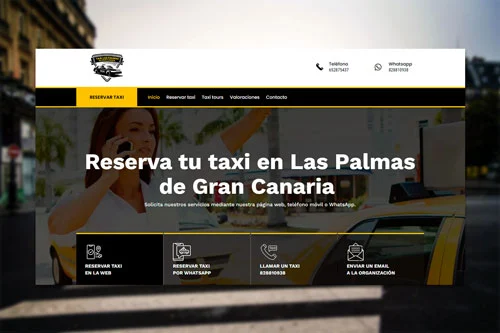 Teléfono
Whatsapp
828810938
RESERVAR TAXI
Inicio Reservar taxi Taxi tours Valoraciones Contacto
Reserva tu taxi en Las Palmas
de Gran Canaria
Solicita nuestros servicios mediante nuestra página web, teléfono móvil o WhatsApp.
RESERVAR TAXI
EN LA WEB
RESERVAR TAXI
POR WHATSAPP
LLAMAR UN TAXI
828810938
ENVIAR UN EMAIL
A LA ORGANIZACIÓN